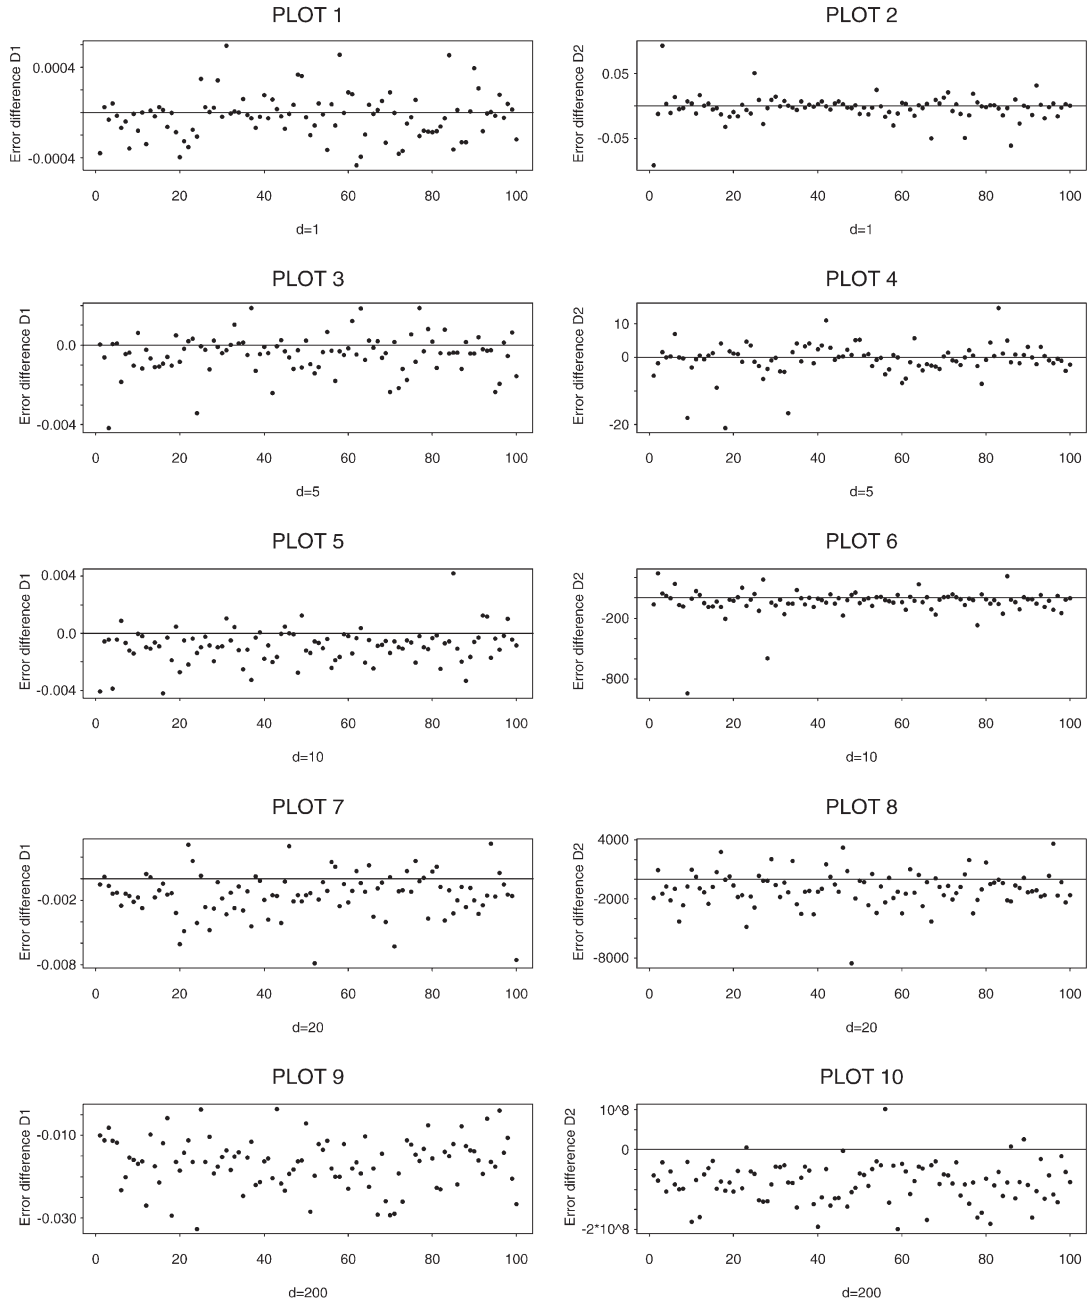 PLOT 1
Error difference D1
0.0004
-0.0004
0 20 40 60 80 100
d=1
PLOT 2
Error difference D2
0.05
-0.05
0 20 40 60 80 100
d=1
PLOT 3
Error difference D1
0.0
-0.004
0 20 40 60 80 100
d=5
PLOT 4
Error difference D2
10
0
-20
0 20 40 60 80 100
d=5
PLOT 5
Error difference D1
0.004
0.0
-0.004
0 20 40 60 80 100
d=10
PLOT 6
Error difference D2
-200
-800
0 20 40 60 80 100
d=10
PLOT 7
Error difference D1
-0.002
-0.008
0 20 40 60 80 100
d=20
PLOT 8
Error difference D2
4000
-2000
-8000
0 20 40 60 80 100
d=20
PLOT 9
Error difference D1
-0.010
-0.030
0 20 40 60 80 100
d=200
PLOT 10
Error difference D2
10^8
0
-2*10^8
0 20 40 60 80 100
d=200